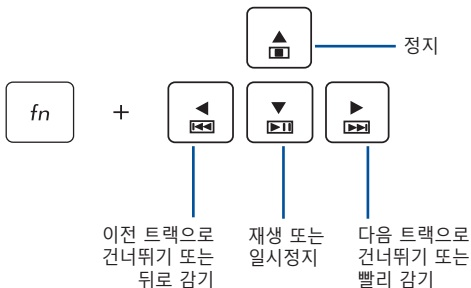 정지
fn
+
이전 트랙으로
건너뛰기 또는
뒤로 감기
재생 또는
일시정지
다음 트랙으로
건너뛰기 또는
빨리 감기